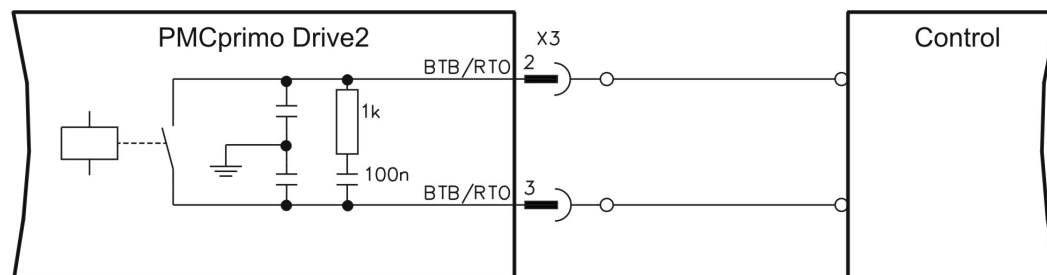 PMCprimo Drive2
X3
Control
BTB/RTO
2
1k
100n
BTB/RTO
3